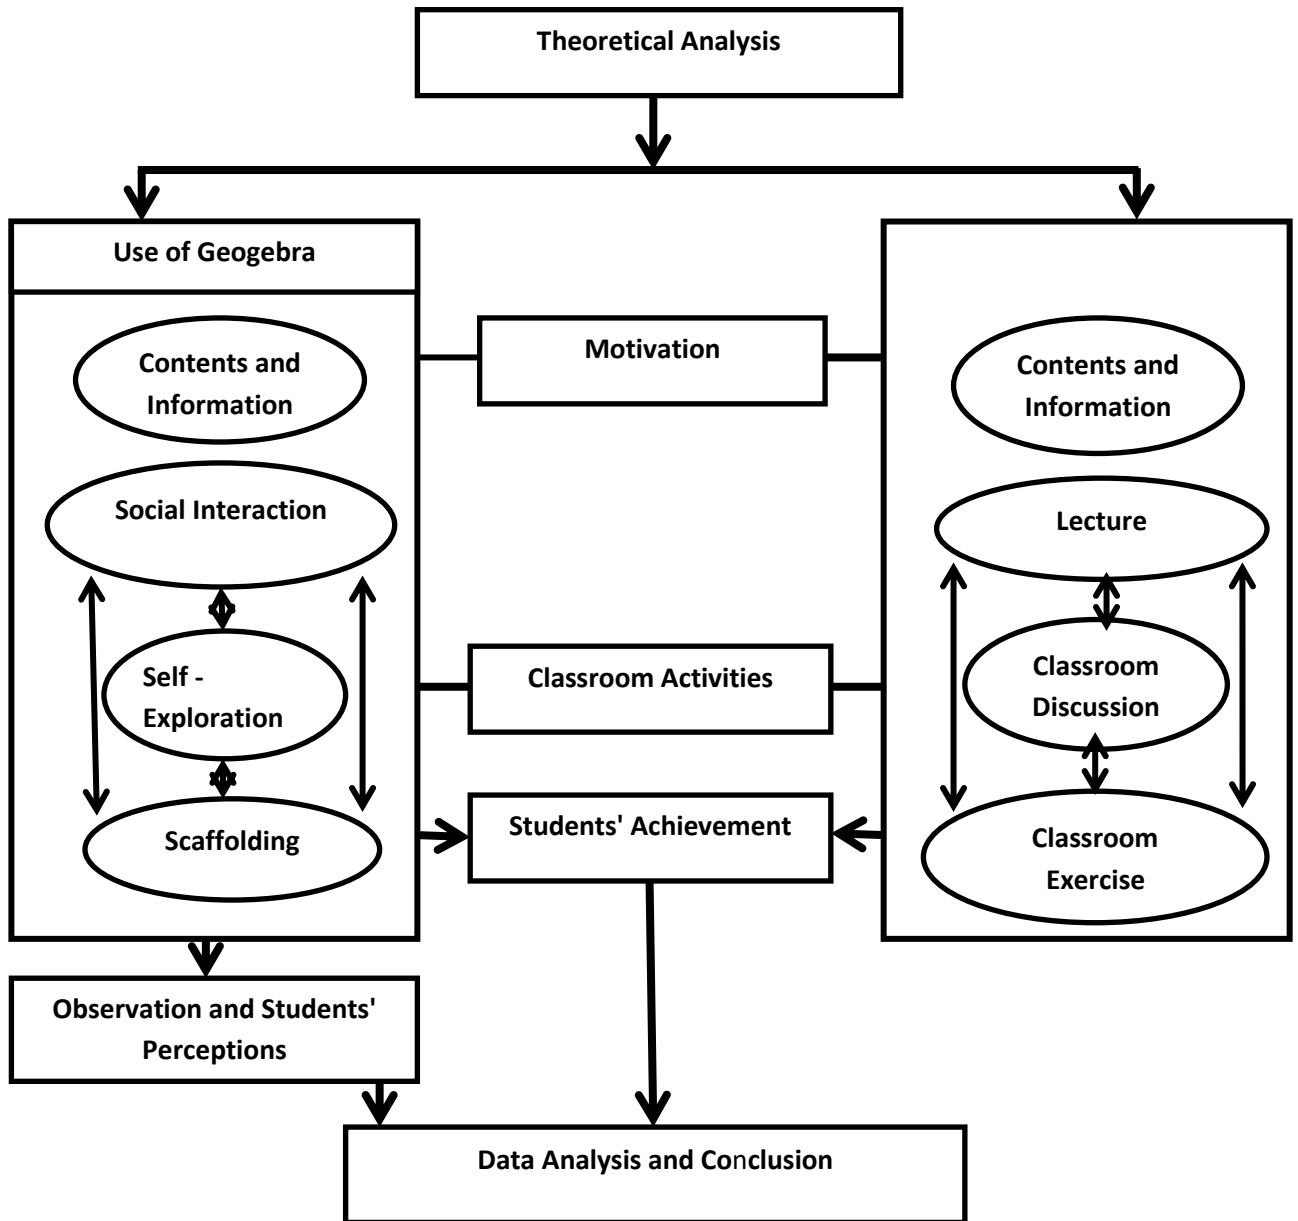 Theoretical Analysis
Use of Geogebra
Contents and
Information
Social Interaction
Self -
Exploration
Scaffolding
Motivation
Classroom Activities
Students' Achievement
Contents and
Information
Lecture
Classroom
Discussion
Classroom
Exercise
Observation and Students'
Perceptions
Data Analysis and Conclusion